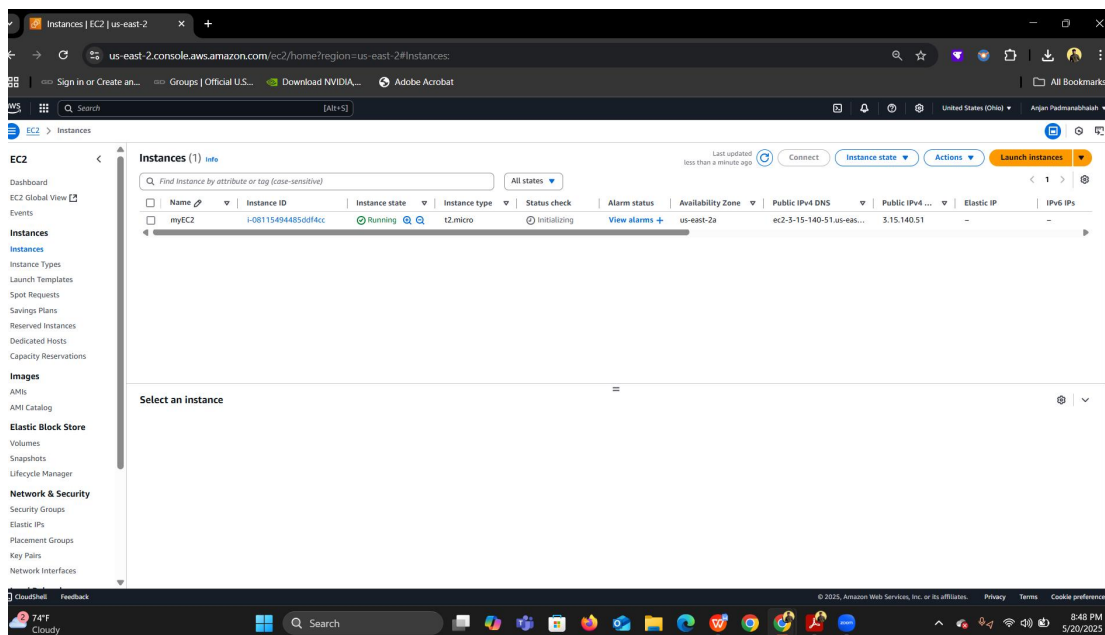 Instances | EC2 | us-east-2
us-east-2.console.aws.amazon.com/ec2/home?region=us-east-2#Instances:
Sign in or Create an... Groups | Official U.S... Download NVIDIA,... Adobe Acrobat All Bookmarks
aws Search [Alt+S] United States (Ohio) Anjan Padmanabhaiah
EC2 > Instances
EC2
Dashboard
EC2 Global View
Events
Instances
Instances
Instance Types
Launch Templates
Spot Requests
Savings Plans
Reserved Instances
Dedicated Hosts
Capacity Reservations
Images
AMIs
AMI Catalog
Elastic Block Store
Volumes
Snapshots
Lifecycle Manager
Network & Security
Security Groups
Elastic IPs
Placement Groups
Key Pairs
Network Interfaces
Instances (1) Info
Last updated
less than a minute ago
Connect Instance state Actions Launch instances
Find Instance by attribute or tag (case-sensitive) All states 1
Name Instance ID Instance state Instance type Status check Alarm status Availability Zone Public IPv4 DNS Public IPv4 ... Elastic IP IPv6 IPs
myEC2 i-08115494485ddf4cc Running t2.micro Initializing View alarms + us-east-2a ec2-3-15-140-51.us-eas... 3.15.140.51 – –
Select an instance
CloudShell Feedback © 2025, Amazon Web Services, Inc. or its affiliates. Privacy Terms Cookie preference
2 74°F
Cloudy
Search
zoom
8:48 PM
5/20/2025